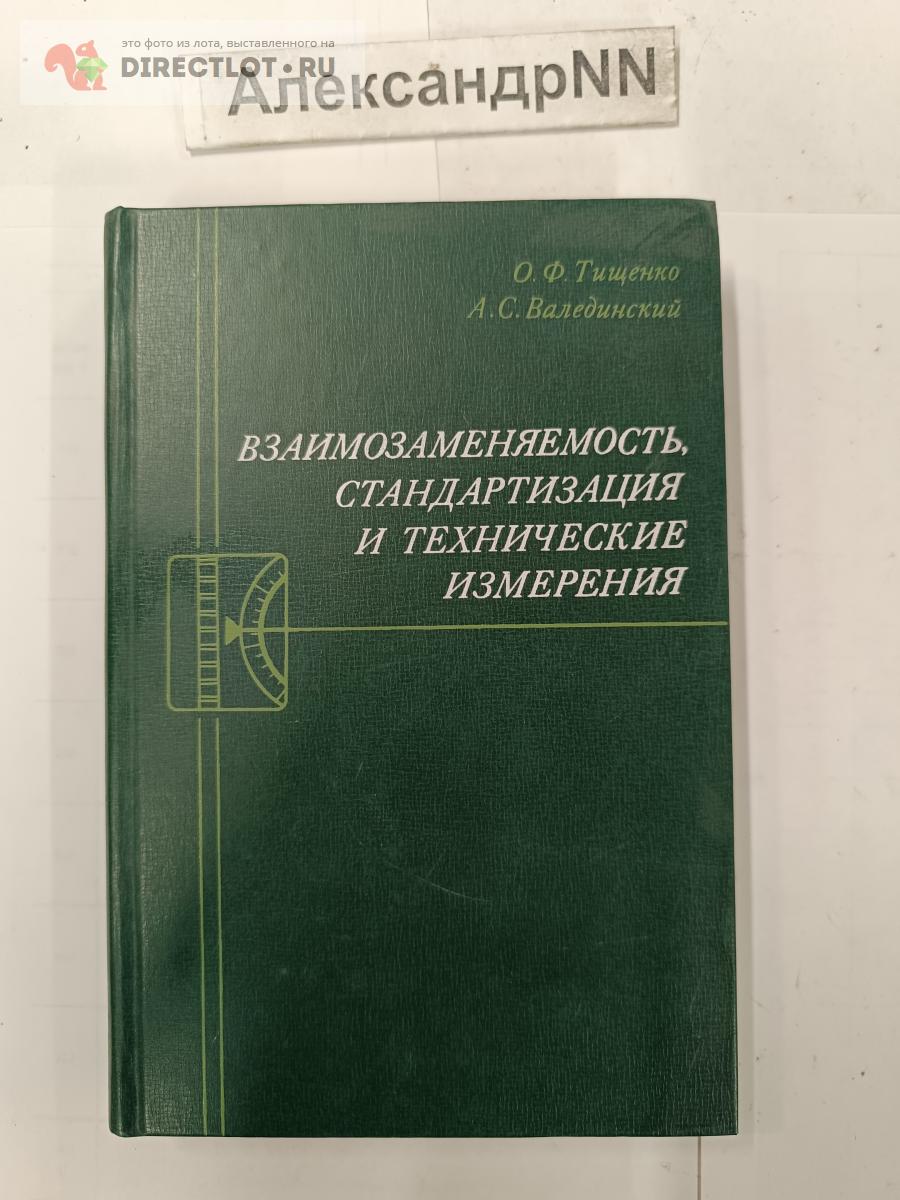 это фото из лота, выставленного на
DIRECTLOT.RU
АлександрNN
О. Ф. Тищенко
А. С. Валединский
ВЗАИМОЗАМЕНЯЕМОСТЬ,
СТАНДАРТИЗАЦИЯ
И ТЕХНИЧЕСКИЕ
ИЗМЕРЕНИЯ